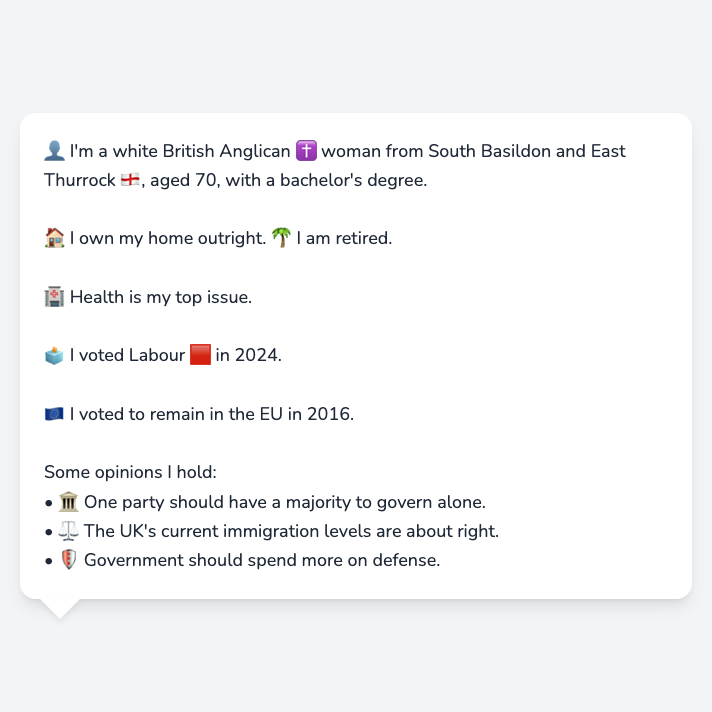 👤 I'm a white British Anglican ✝️ woman from South Basildon and East
Thurrock 🏴󠁧󠁢󠁥󠁮󠁧󠁿, aged 70, with a bachelor's degree.
🏠 I own my home outright. 🌴 I am retired.
🏥 Health is my top issue.
🗳️ I voted Labour 🟥 in 2024.
🇪🇺 I voted to remain in the EU in 2016.
Some opinions I hold:
• 🏛️ One party should have a majority to govern alone.
• ⚖️ The UK's current immigration levels are about right.
• 🛡️ Government should spend more on defense.